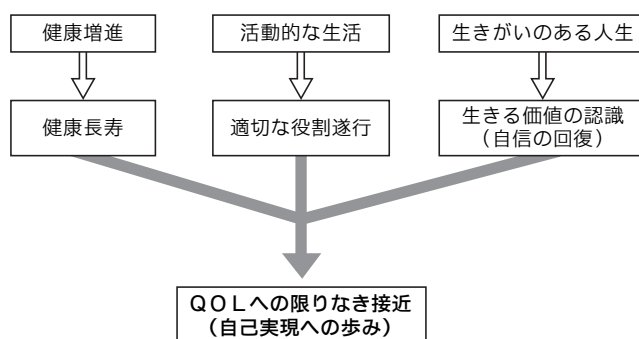 健康増進
活動的な生活
生きがいのある人生
健康長寿
適切な役割遂行
生きる価値の認識
（自信の回復）
ＱＯＬへの限りなき接近
（自己実現への歩み）